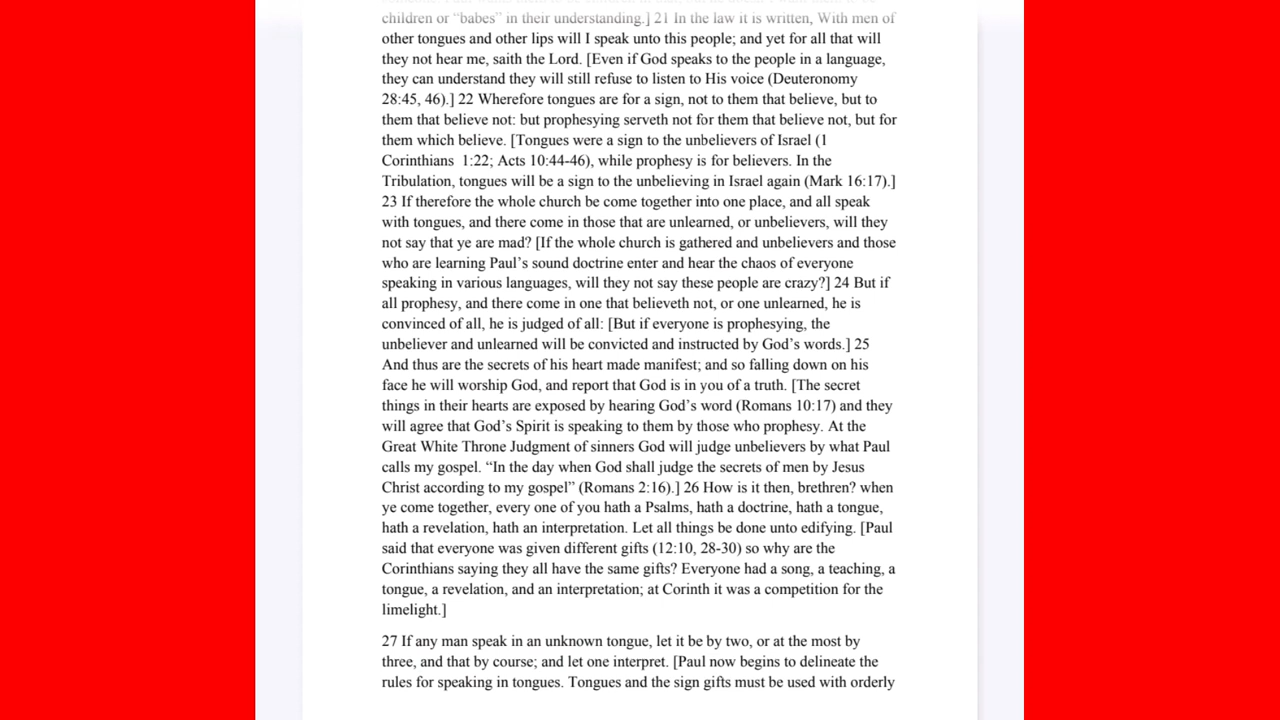 children or “babes” in their understanding.] 21 In the law it is written, With men of
other tongues and other lips will I speak unto this people; and yet for all that will
they not hear me, saith the Lord. [Even if God speaks to the people in a language,
they can understand they will still refuse to listen to His voice (Deuteronomy
28:45, 46).] 22 Wherefore tongues are for a sign, not to them that believe, but to
them that believe not: but prophesying serveth not for them that believe not, but for
them which believe. [Tongues were a sign to the unbelievers of Israel (1
Corinthians  1:22; Acts 10:44-46), while prophesy is for believers. In the
Tribulation, tongues will be a sign to the unbelieving in Israel again (Mark 16:17).]
23 If therefore the whole church be come together into one place, and all speak
with tongues, and there come in those that are unlearned, or unbelievers, will they
not say that ye are mad? [If the whole church is gathered and unbelievers and those
who are learning Paul’s sound doctrine enter and hear the chaos of everyone
speaking in various languages, will they not say these people are crazy?] 24 But if
all prophesy, and there come in one that believeth not, or one unlearned, he is
convinced of all, he is judged of all: [But if everyone is prophesying, the
unbeliever and unlearned will be convicted and instructed by God’s words.] 25
And thus are the secrets of his heart made manifest; and so falling down on his
face he will worship God, and report that God is in you of a truth. [The secret
things in their hearts are exposed by hearing God’s word (Romans 10:17) and they
will agree that God’s Spirit is speaking to them by those who prophesy. At the
Great White Throne Judgment of sinners God will judge unbelievers by what Paul
calls my gospel. “In the day when God shall judge the secrets of men by Jesus
Christ according to my gospel” (Romans 2:16).] 26 How is it then, brethren? when
ye come together, every one of you hath a Psalms, hath a doctrine, hath a tongue,
hath a revelation, hath an interpretation. Let all things be done unto edifying. [Paul
said that everyone was given different gifts (12:10, 28-30) so why are the
Corinthians saying they all have the same gifts? Everyone had a song, a teaching, a
tongue, a revelation, and an interpretation; at Corinth it was a competition for the
limelight.]
27 If any man speak in an unknown tongue, let it be by two, or at the most by
three, and that by course; and let one interpret. [Paul now begins to delineate the
rules for speaking in tongues. Tongues and the sign gifts must be used with orderly